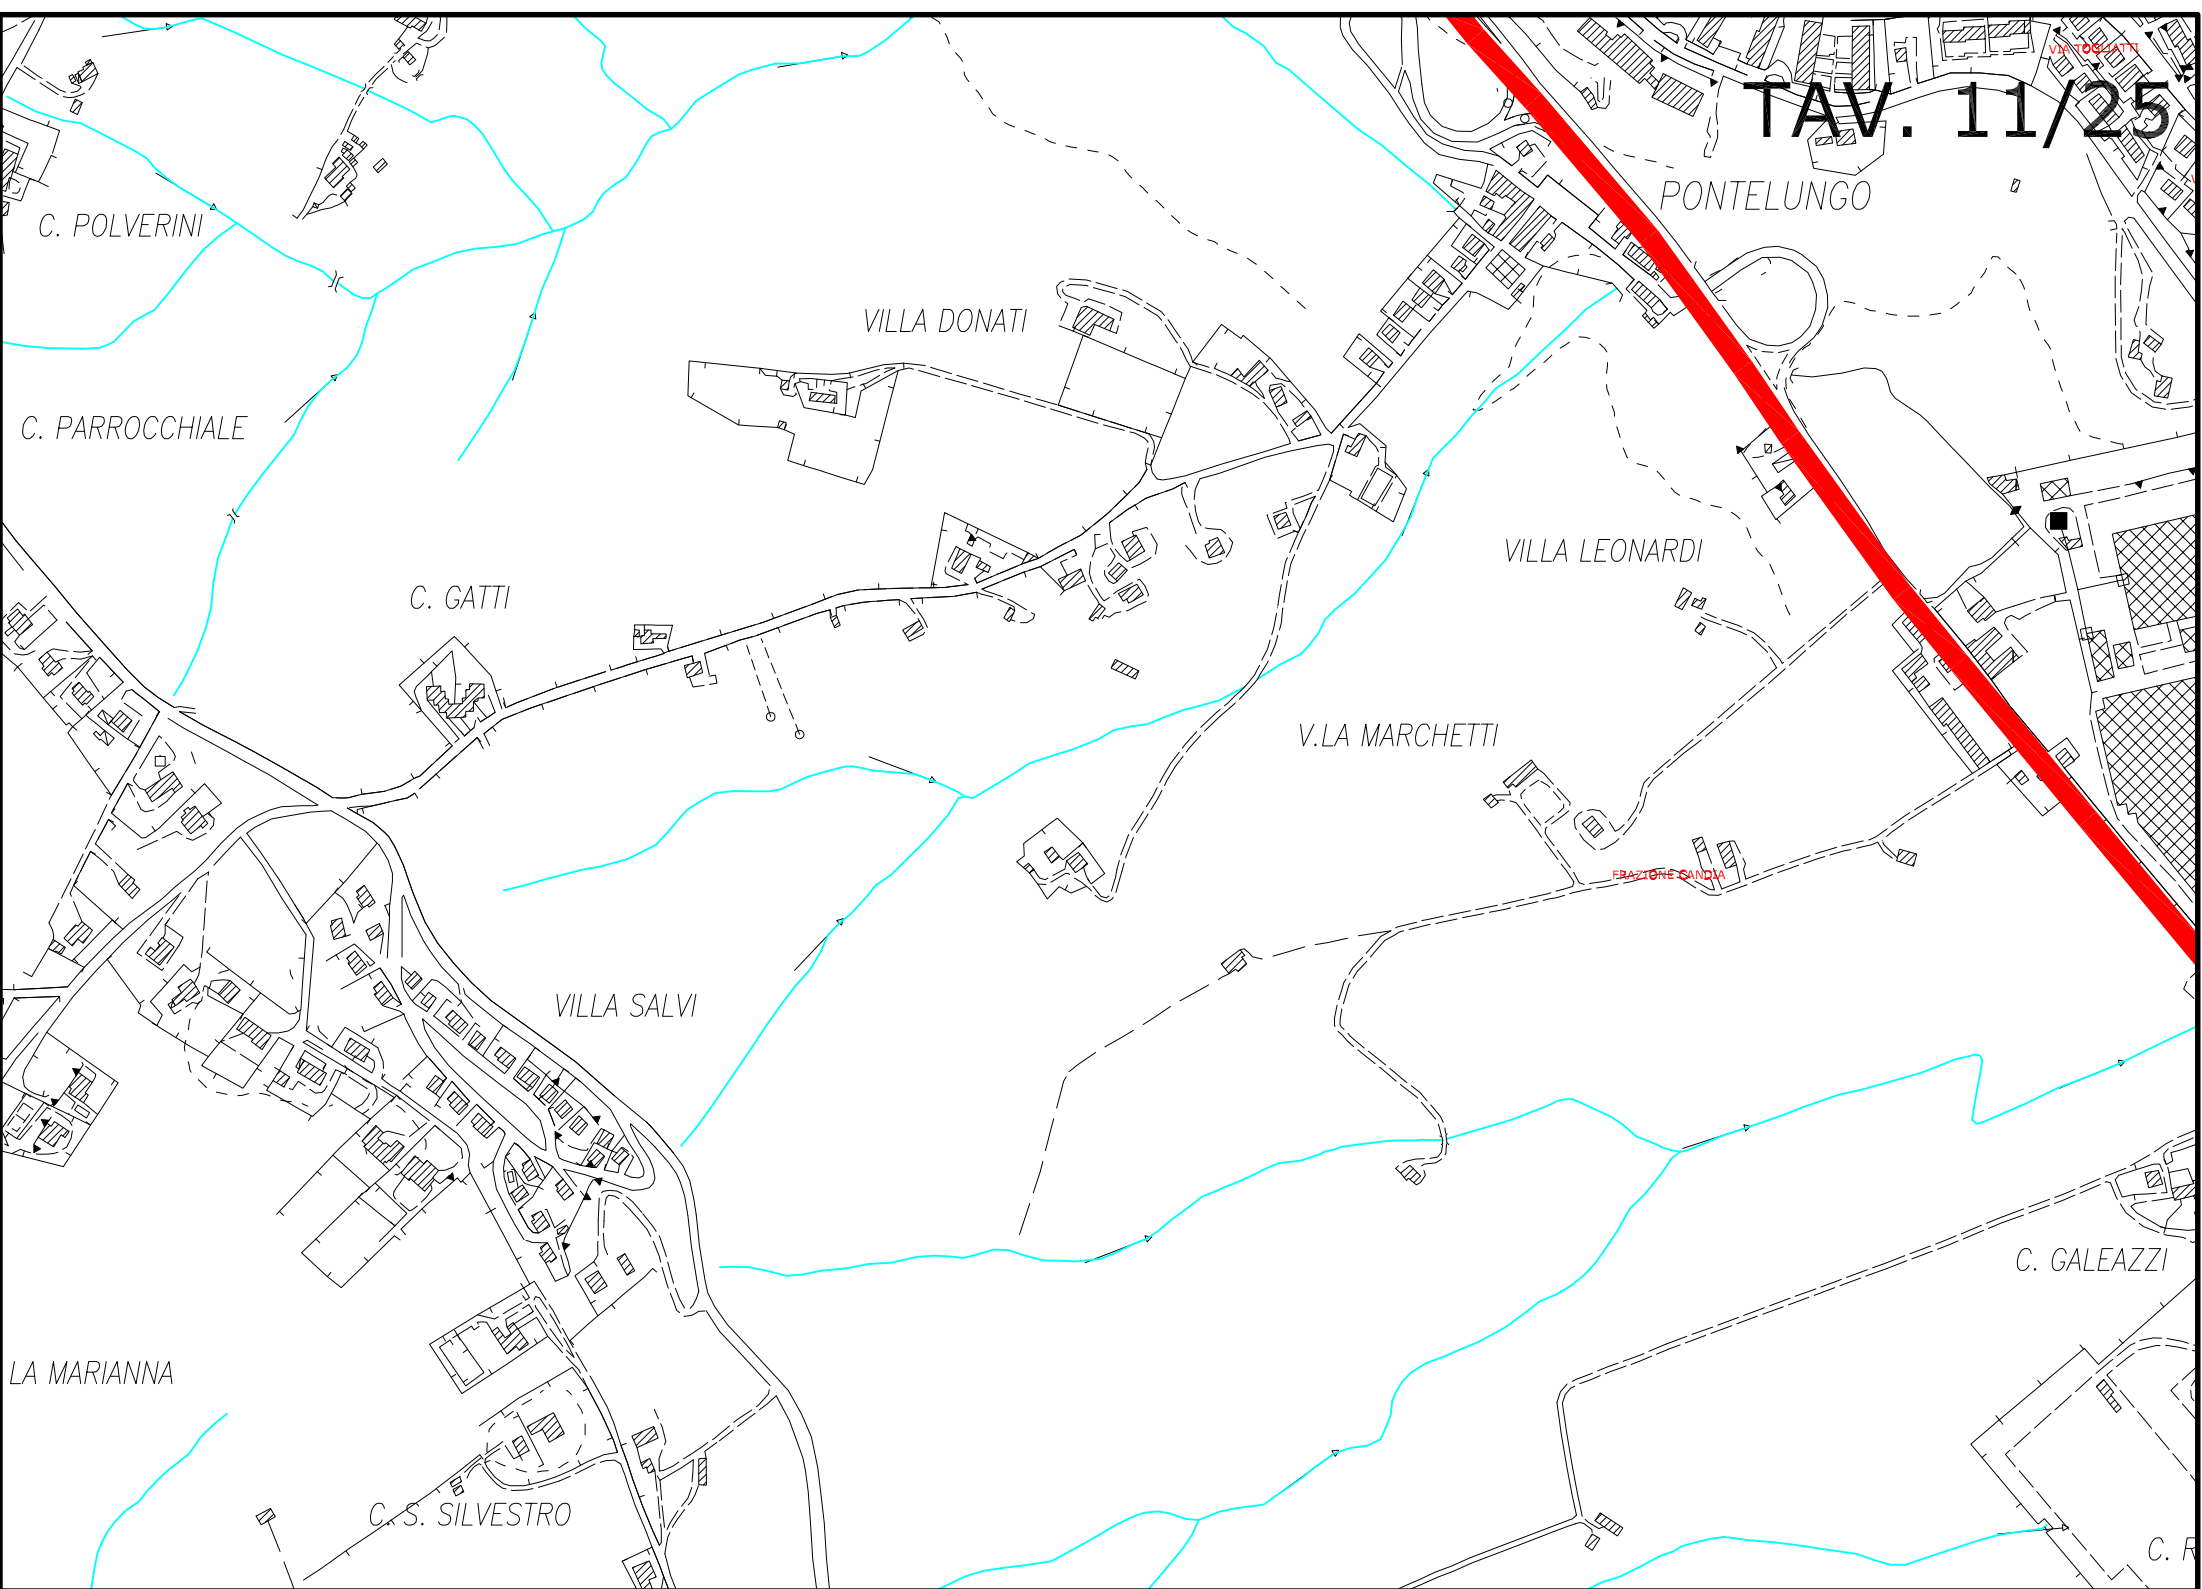 VIA TOGLIATTI
TAV. 11/25
PONTELUNGO
C. POLVERINI
VILLA DONATI
C. PARROCCHIALE
VILLA LEONARDI
C. GATTI
V.LA MARCHETTI
FRAZIONE CANDIA
VILLA SALVI
C. GALEAZZI
LA MARIANNA
C. S. SILVESTRO
C. R